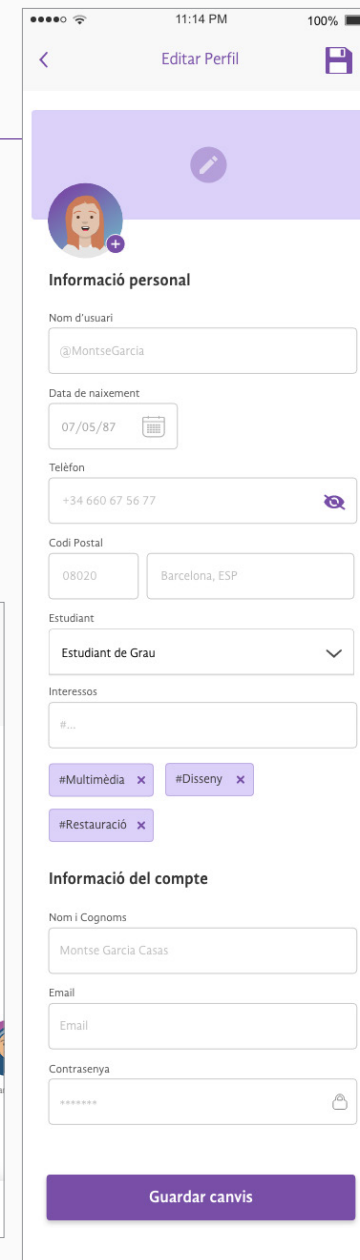 11:14 PM
100%
Editar Perfil
Informació personal
Nom d'usuari
@MontseGarcia
Data de naixement
07/05/87
Telèfon
+34 660 67 56 77
Codi Postal
08020
Barcelona, ESP
Estudiant
Estudiant de Grau
Interessos
#...
#Multimèdia ×
#Disseny ×
#Restauració ×
Informació del compte
Nom i Cognoms
Montse Garcia Casas
Email
Email
Contrasenya
*******
Guardar canvis